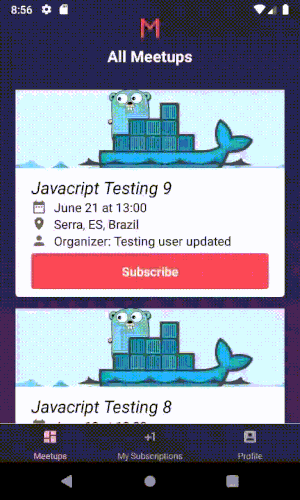 8:56
M
All Meetups
Javacript Testing 9
June 21 at 13:00
Serra, ES, Brazil
Organizer: Testing user updated
Subscribe
Javacript Testing 8
+1
Meetups
My Subscriptions
Profile